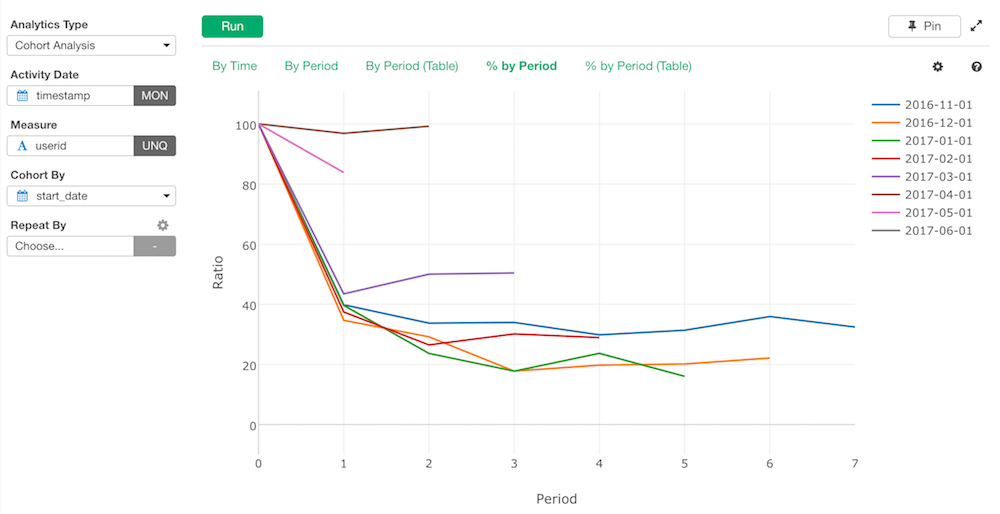 Analytics Type
Cohort Analysis
Activity Date
timestamp MON
Measure
A userid UNQ
Cohort By
start_date
Repeat By
Choose... -
Run
Pin
By Time By Period By Period (Table) % by Period % by Period (Table)
?
100
80
60
40
20
0
Ratio
0 1 2 3 4 5 6 7
Period
2016-11-01
2016-12-01
2017-01-01
2017-02-01
2017-03-01
2017-04-01
2017-05-01
2017-06-01